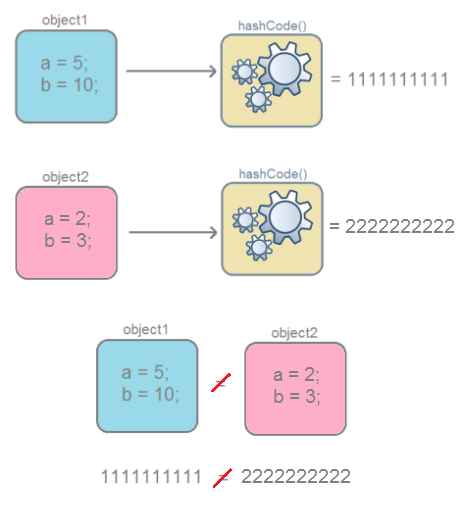 object1
hashCode()
a = 5;
b = 10;
= 1111111111
object2
hashCode()
a = 2;
b = 3;
= 2222222222
object1
object2
a = 5;
b = 10;
=
a = 2;
b = 3;
1111111111 = 2222222222